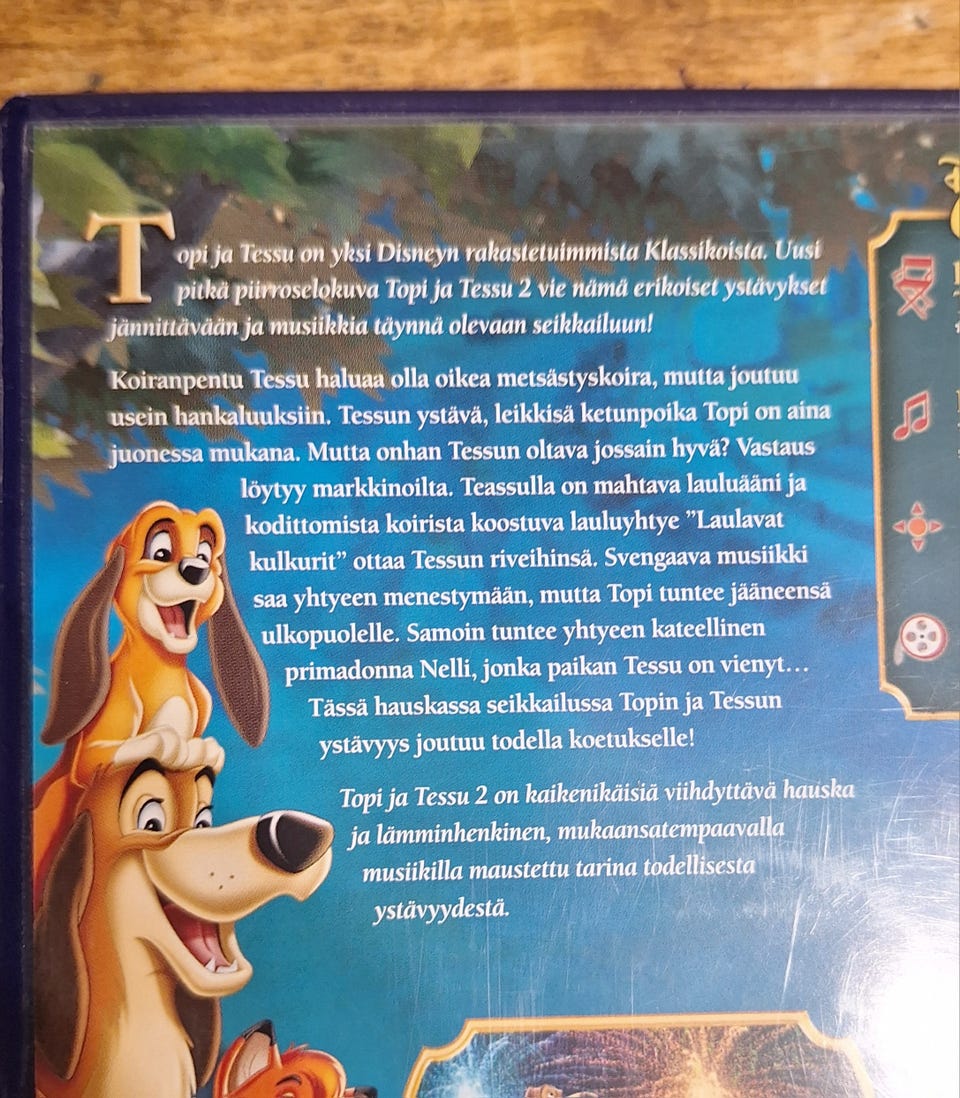 Topi ja Tessu on yksi Disneyn rakastetuimmista Klassikoista. Uusi
pitkä piirroselokuva Topi ja Tessu 2 vie nämä erikoiset ystävykset
jännittävään ja musiikkia täynnä olevaan seikkailuun!
Koiranpentu Tessu haluaa olla oikea metsästyskoira, mutta joutuu
usein hankaluuksiin. Tessun ystävä, leikkisä ketunpoika Topi on aina
juonessa mukana. Mutta onhan Tessun oltava jossain hyvä? Vastaus
löytyy markkinoilta. Teassulla on mahtava lauluääni ja
kodittomista koirista koostuva lauluyhtye ”Laulavat
kulkurit” ottaa Tessun riveihinsä. Svengaava musiikki
saa yhtyeen menestymään, mutta Topi tuntee jääneensä
ulkopuolelle. Samoin tuntee yhtyeen kateellinen
primadonna Nelli, jonka paikan Tessu on vienyt…
Tässä hauskassa seikkailussa Topin ja Tessun
ystävyys joutuu todella koetukselle!
Topi ja Tessu 2 on kaikenikäisiä viihdyttävä hauska
ja lämminhenkinen, mukaansatempaavalla
musiikilla maustettu tarina todellisesta
ystävyydestä.